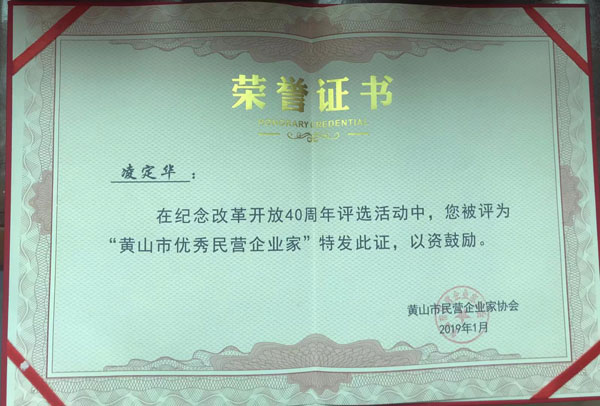 荣誉证书
HONORARY CREDENTIAL
凌定华：
在纪念改革开放40周年评选活动中，您被评为
“黄山市优秀民营企业家”特发此证，以资鼓励。
黄山市民营企业家协会
2019年1月